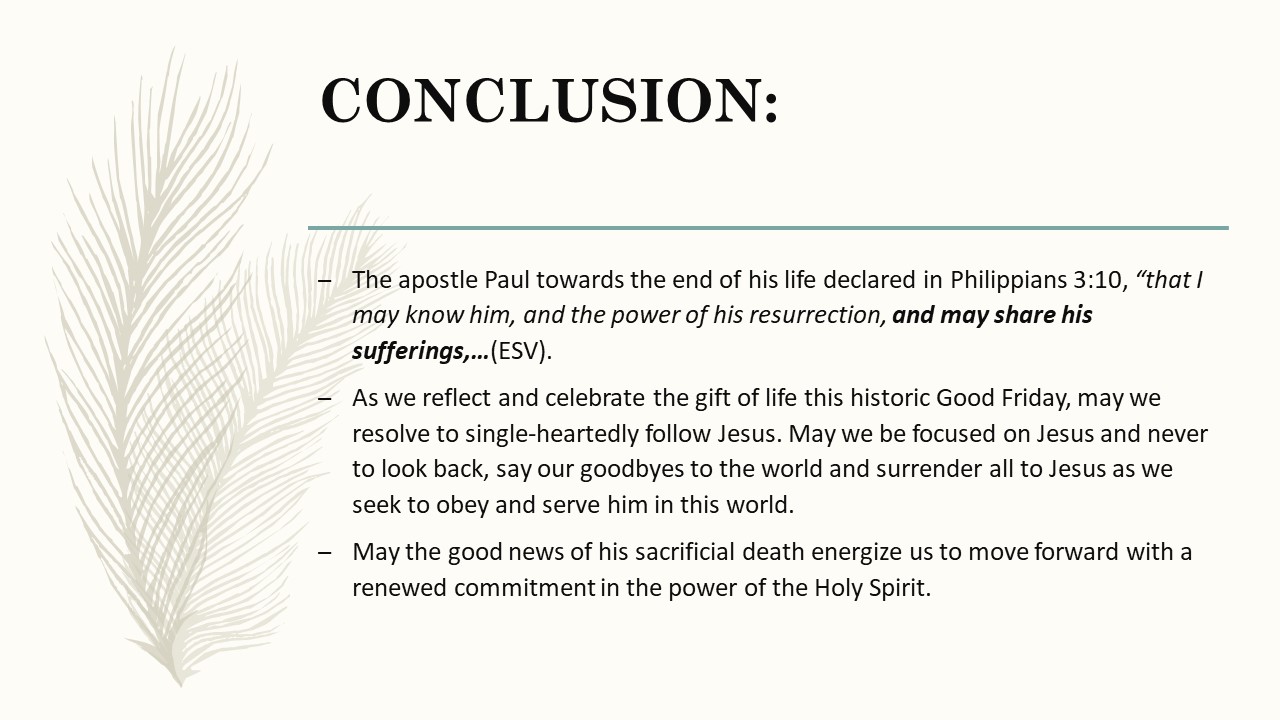 CONCLUSION:
– The apostle Paul towards the end of his life declared in Philippians 3:10, “that I
may know him, and the power of his resurrection, and may share his
sufferings,…(ESV).
– As we reflect and celebrate the gift of life this historic Good Friday, may we
resolve to single-heartedly follow Jesus. May we be focused on Jesus and never
to look back, say our goodbyes to the world and surrender all to Jesus as we
seek to obey and serve him in this world.
– May the good news of his sacrificial death energize us to move forward with a
renewed commitment in the power of the Holy Spirit.